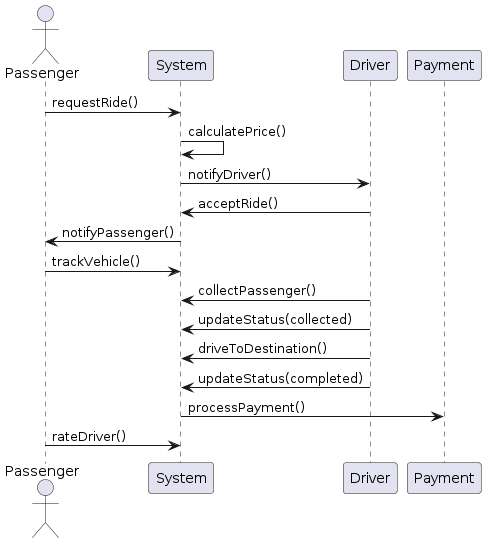 Passenger
System
Driver
Payment
requestRide()
calculatePrice()
notifyDriver()
acceptRide()
notifyPassenger()
trackVehicle()
collectPassenger()
updateStatus(collected)
driveToDestination()
updateStatus(completed)
processPayment()
rateDriver()
Passenger
System
Driver
Payment